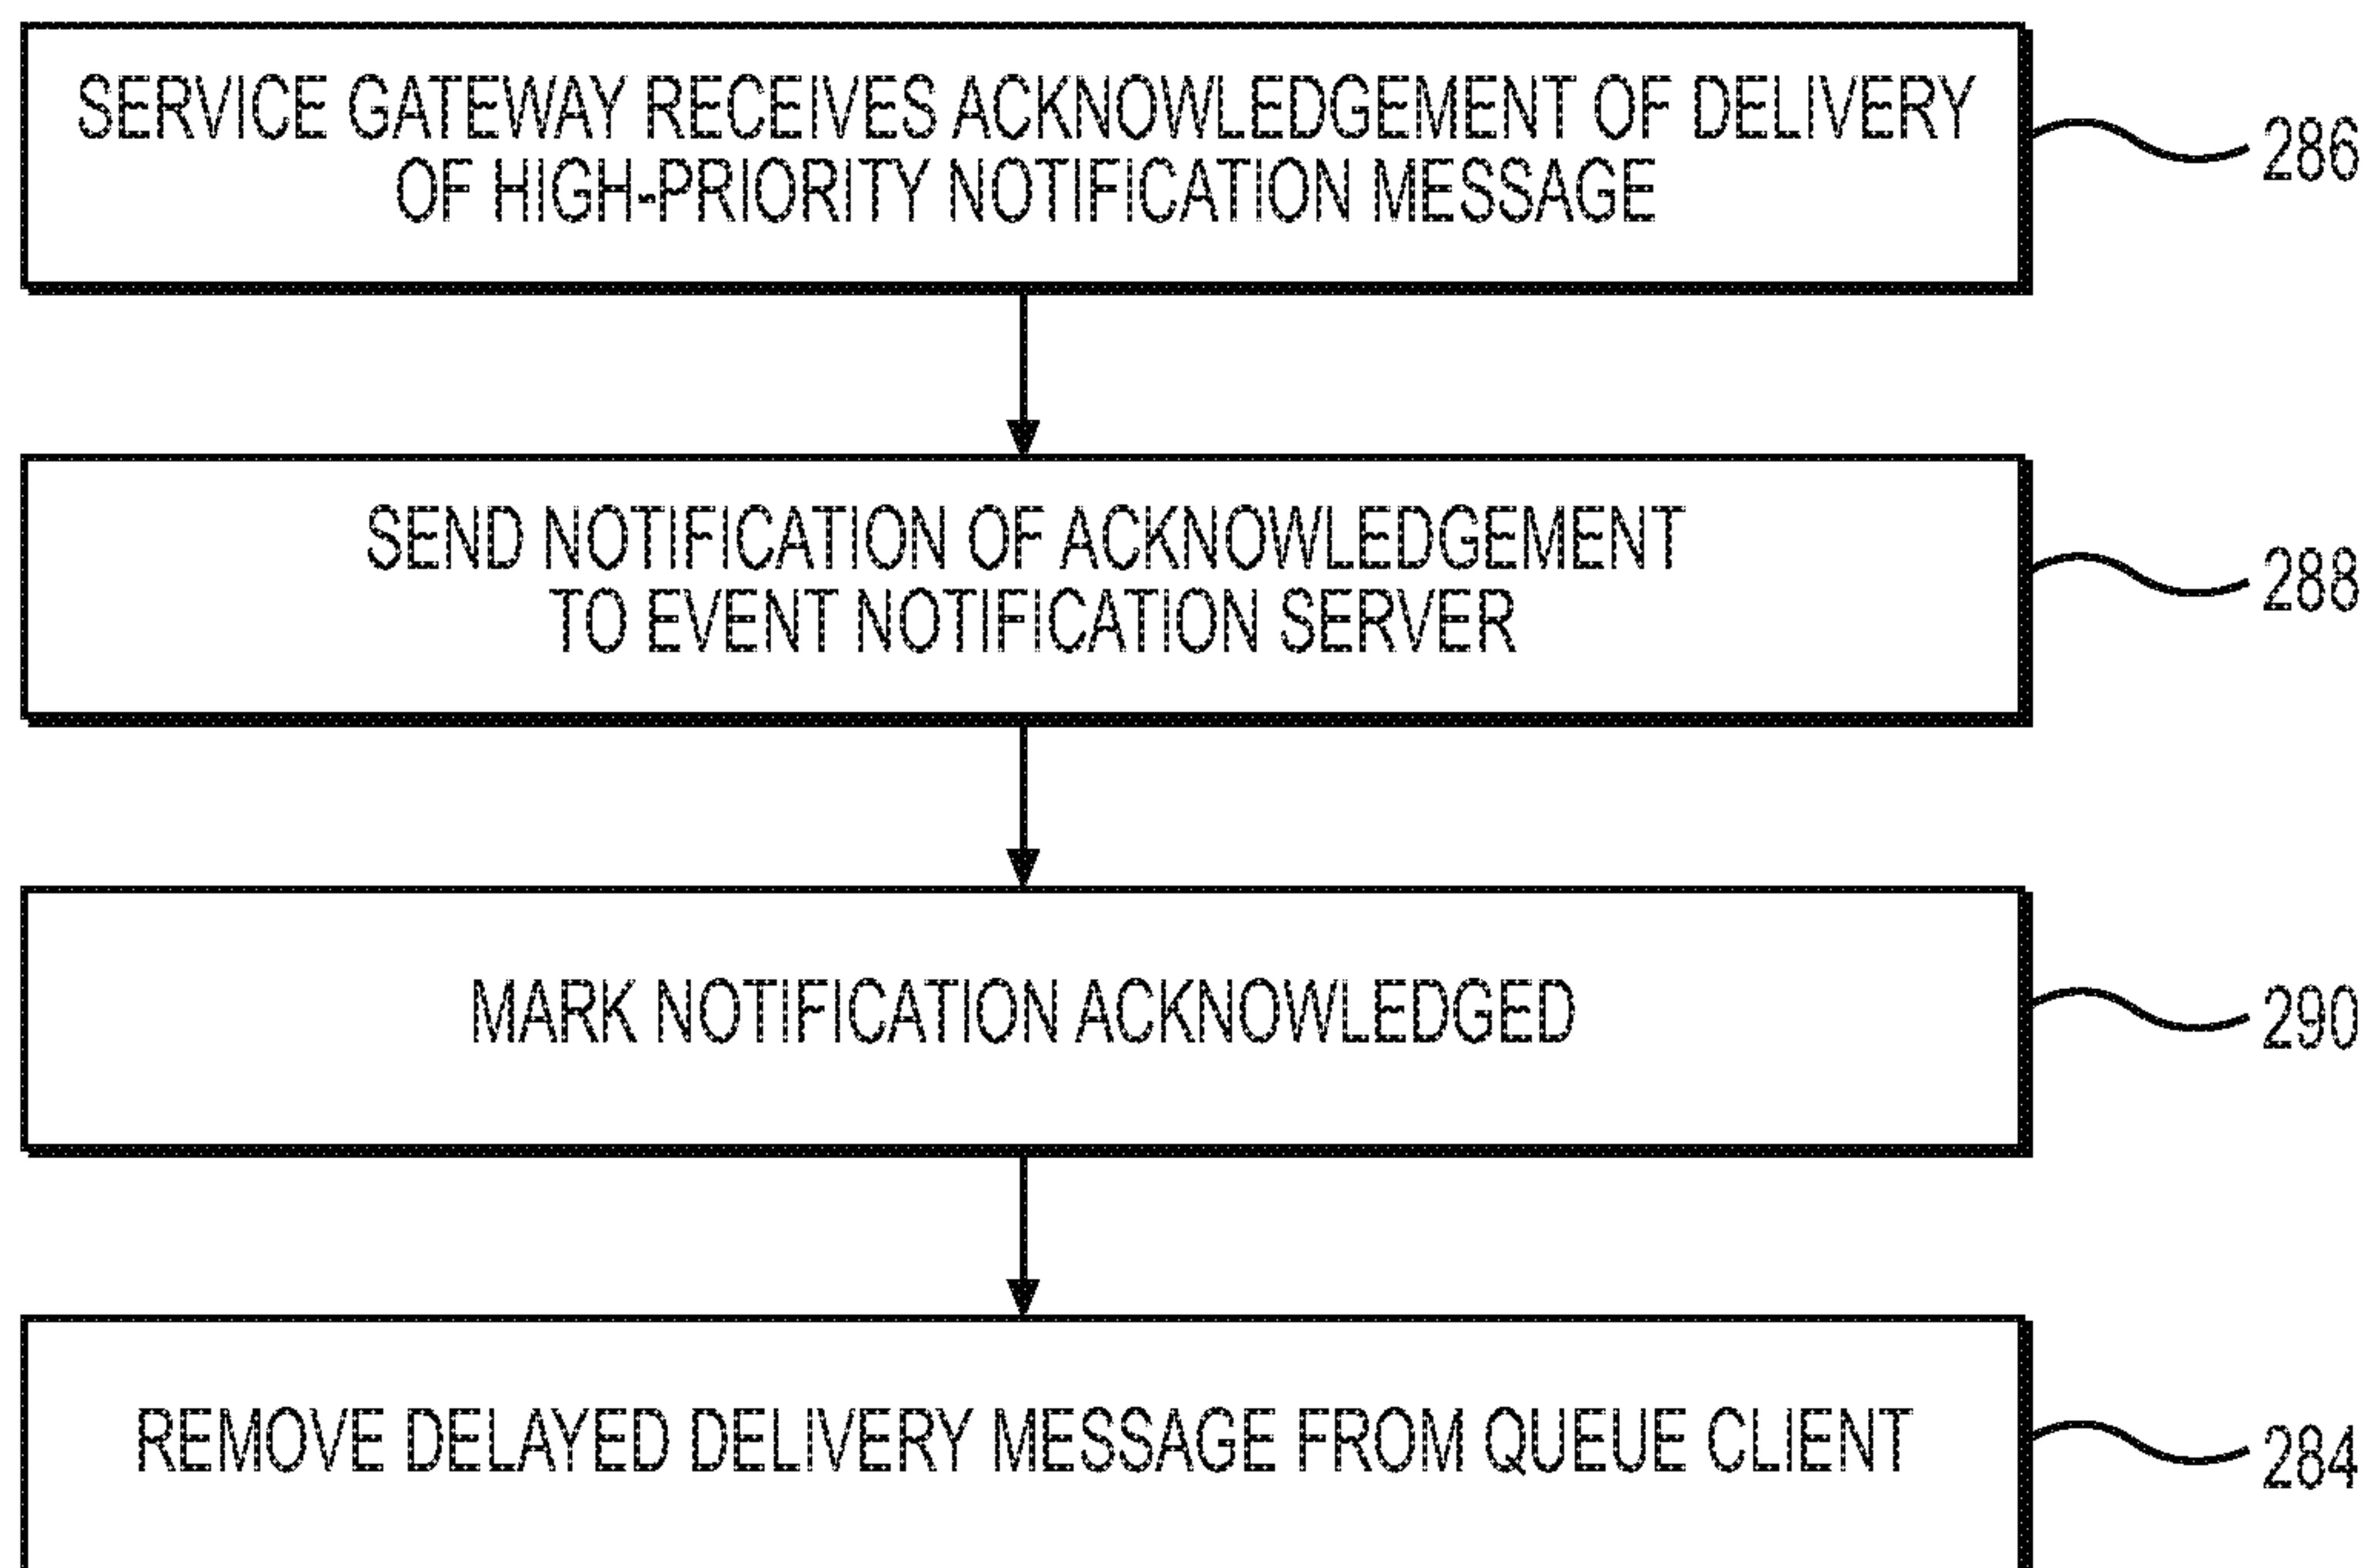 SERVICE GATEWAY RECEIVES ACKNOWLEDGEMENT OF DELIVERY
OF HIGH-PRIORITY NOTIFICATION MESSAGE
286
SEND NOTIFICATION OF ACKNOWLEDGEMENT
TO EVENT NOTIFICATION SERVER
288
MARK NOTIFICATION ACKNOWLEDGED
290
REMOVE DELAYED DELIVERY MESSAGE FROM QUEUE CLIENT
284